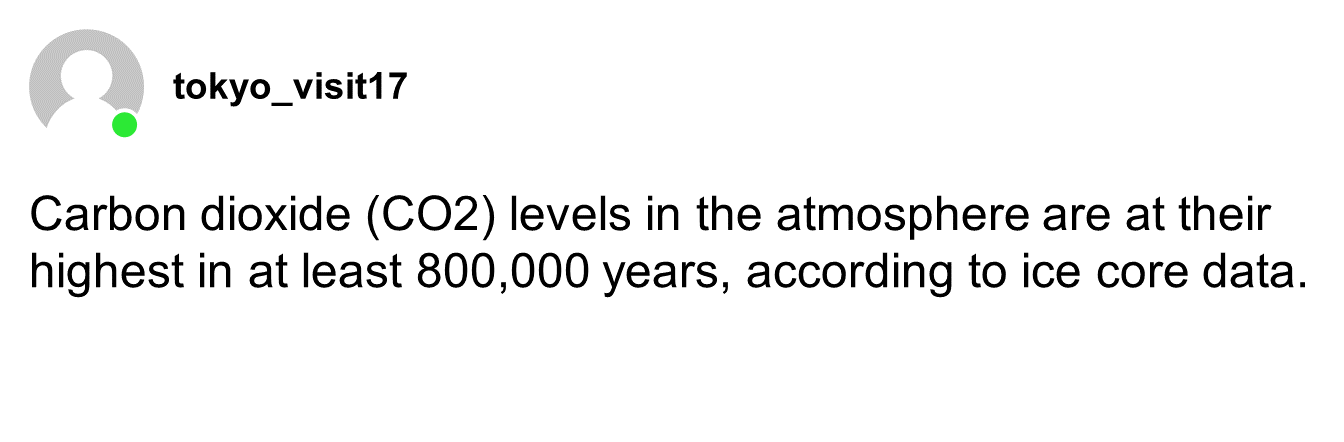 tokyo_visit17
Carbon dioxide (CO2) levels in the atmosphere are at their
highest in at least 800,000 years, according to ice core data.